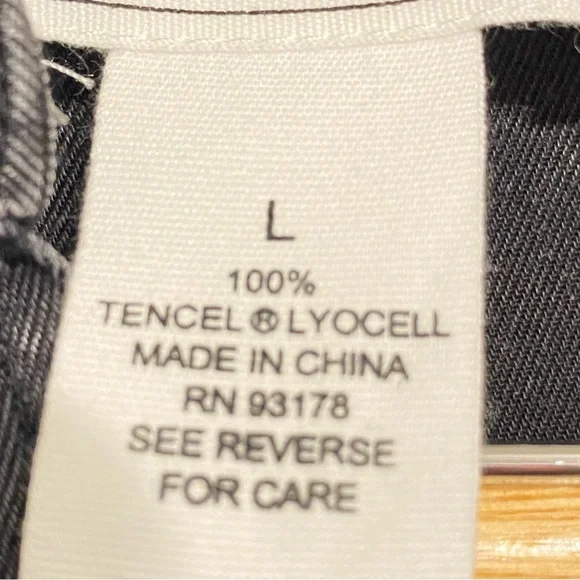 L
100%
TENCEL® LYOCELL
MADE IN CHINA
RN 93178
SEE REVERSE
FOR CARE